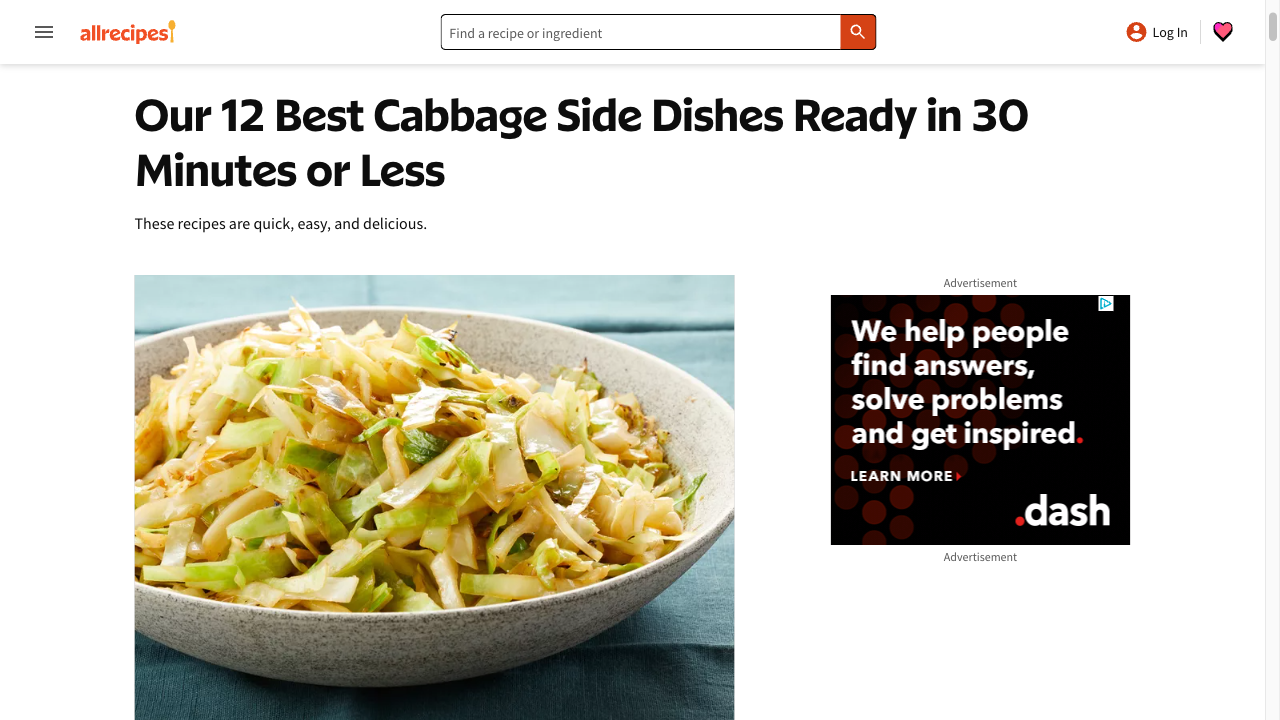 allrecipes
Find a recipe or ingredient
Log In
Our 12 Best Cabbage Side Dishes Ready in 30
Minutes or Less
These recipes are quick, easy, and delicious.
Advertisement
We help people
find answers,
solve problems
and get inspired.
LEARN MORE
.dash
Advertisement